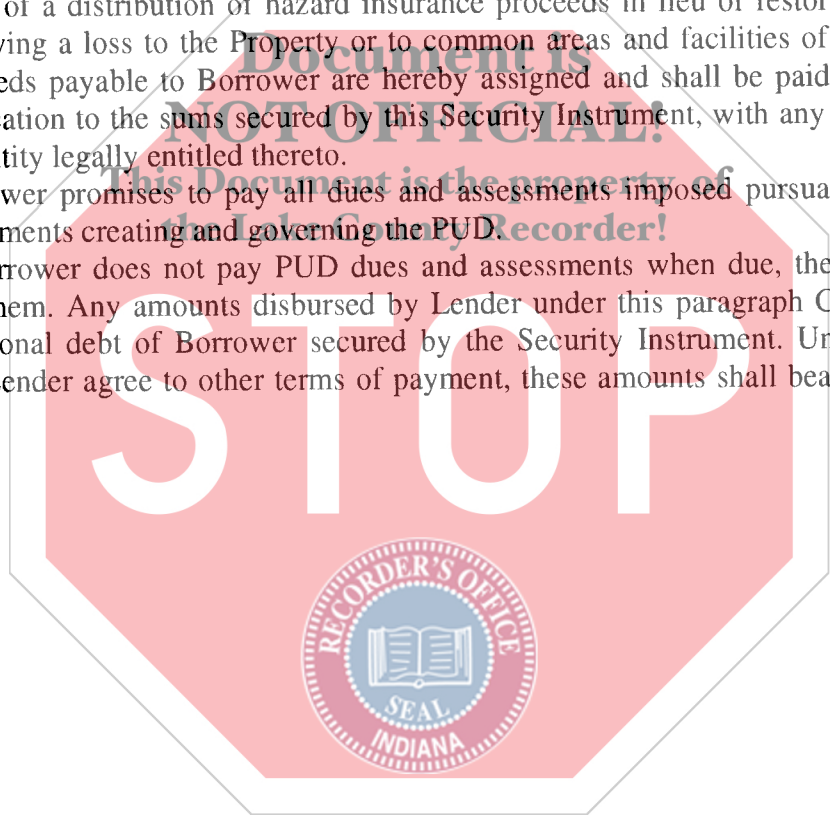 of a distribution of hazard insurance proceeds in lieu of restor
ving a loss to the Property or to common areas and facilities of
eds payable to Borrower are hereby assigned and shall be paid
ation to the sums secured by this Security Instrument, with any
tity legally entitled thereto.
wer promises to pay all dues and assessments imposed pursua
ments creating and governing the PUD.
rrower does not pay PUD dues and assessments when due, the
hem. Any amounts disbursed by Lender under this paragraph C
onal debt of Borrower secured by the Security Instrument. Un
ender agree to other terms of payment, these amounts shall bea
Document is
NOT OFFICIAL!
This Document is the property of
the Lake County Recorder!
STOP
RECORDER'S OFFICE
SEAL
INDIANA